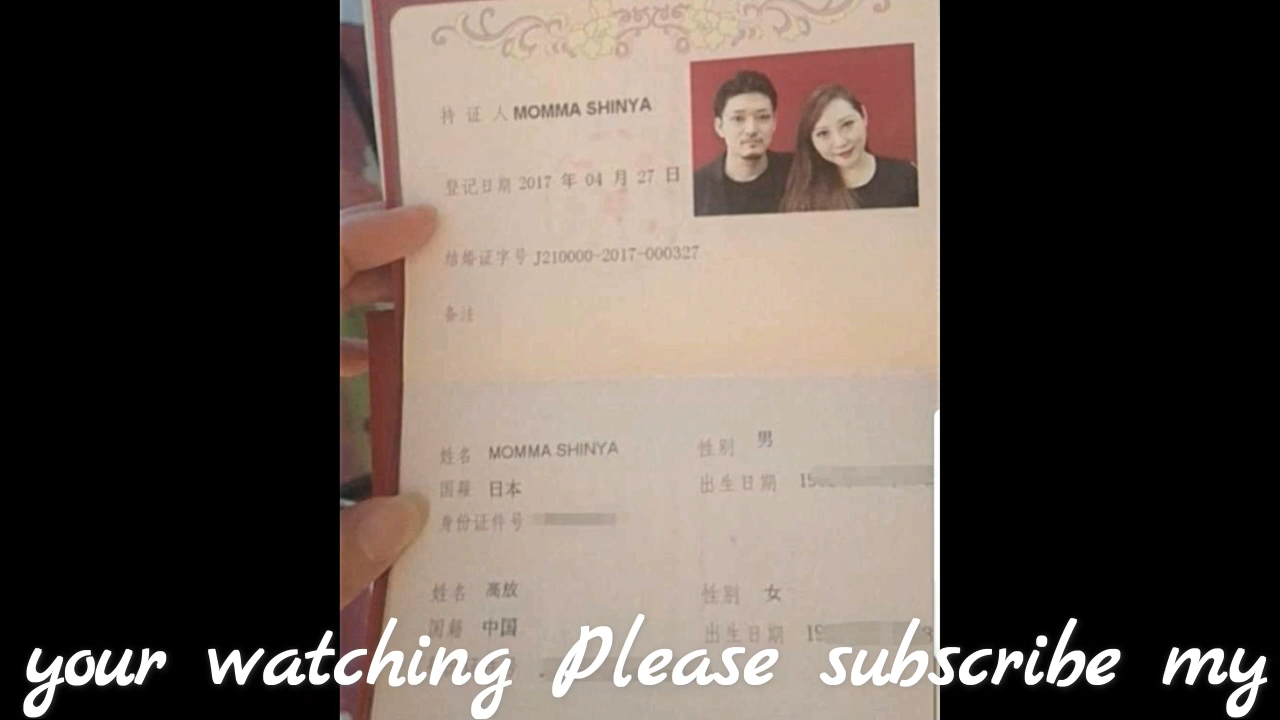 持 证 人 MOMMA SHINYA
登记日期 2017 年 04 月 27 日
结婚证字号 J210000-2017-000327
备注
姓名 MOMMA SHINYA 性别 男
国籍 日本 出生日期 19
身份证件号
姓名 高放 性别 女
国籍 中国 出生日期 19
your watching Please subscribe my